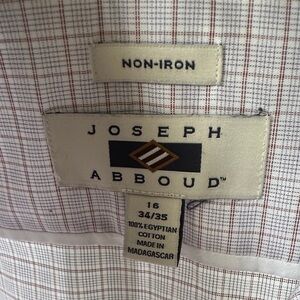 NON-IRON
JOSEPH
ABBOUD™
16
34/35
100% EGYPTIAN
COTTON
MADE IN
MADAGASCAR